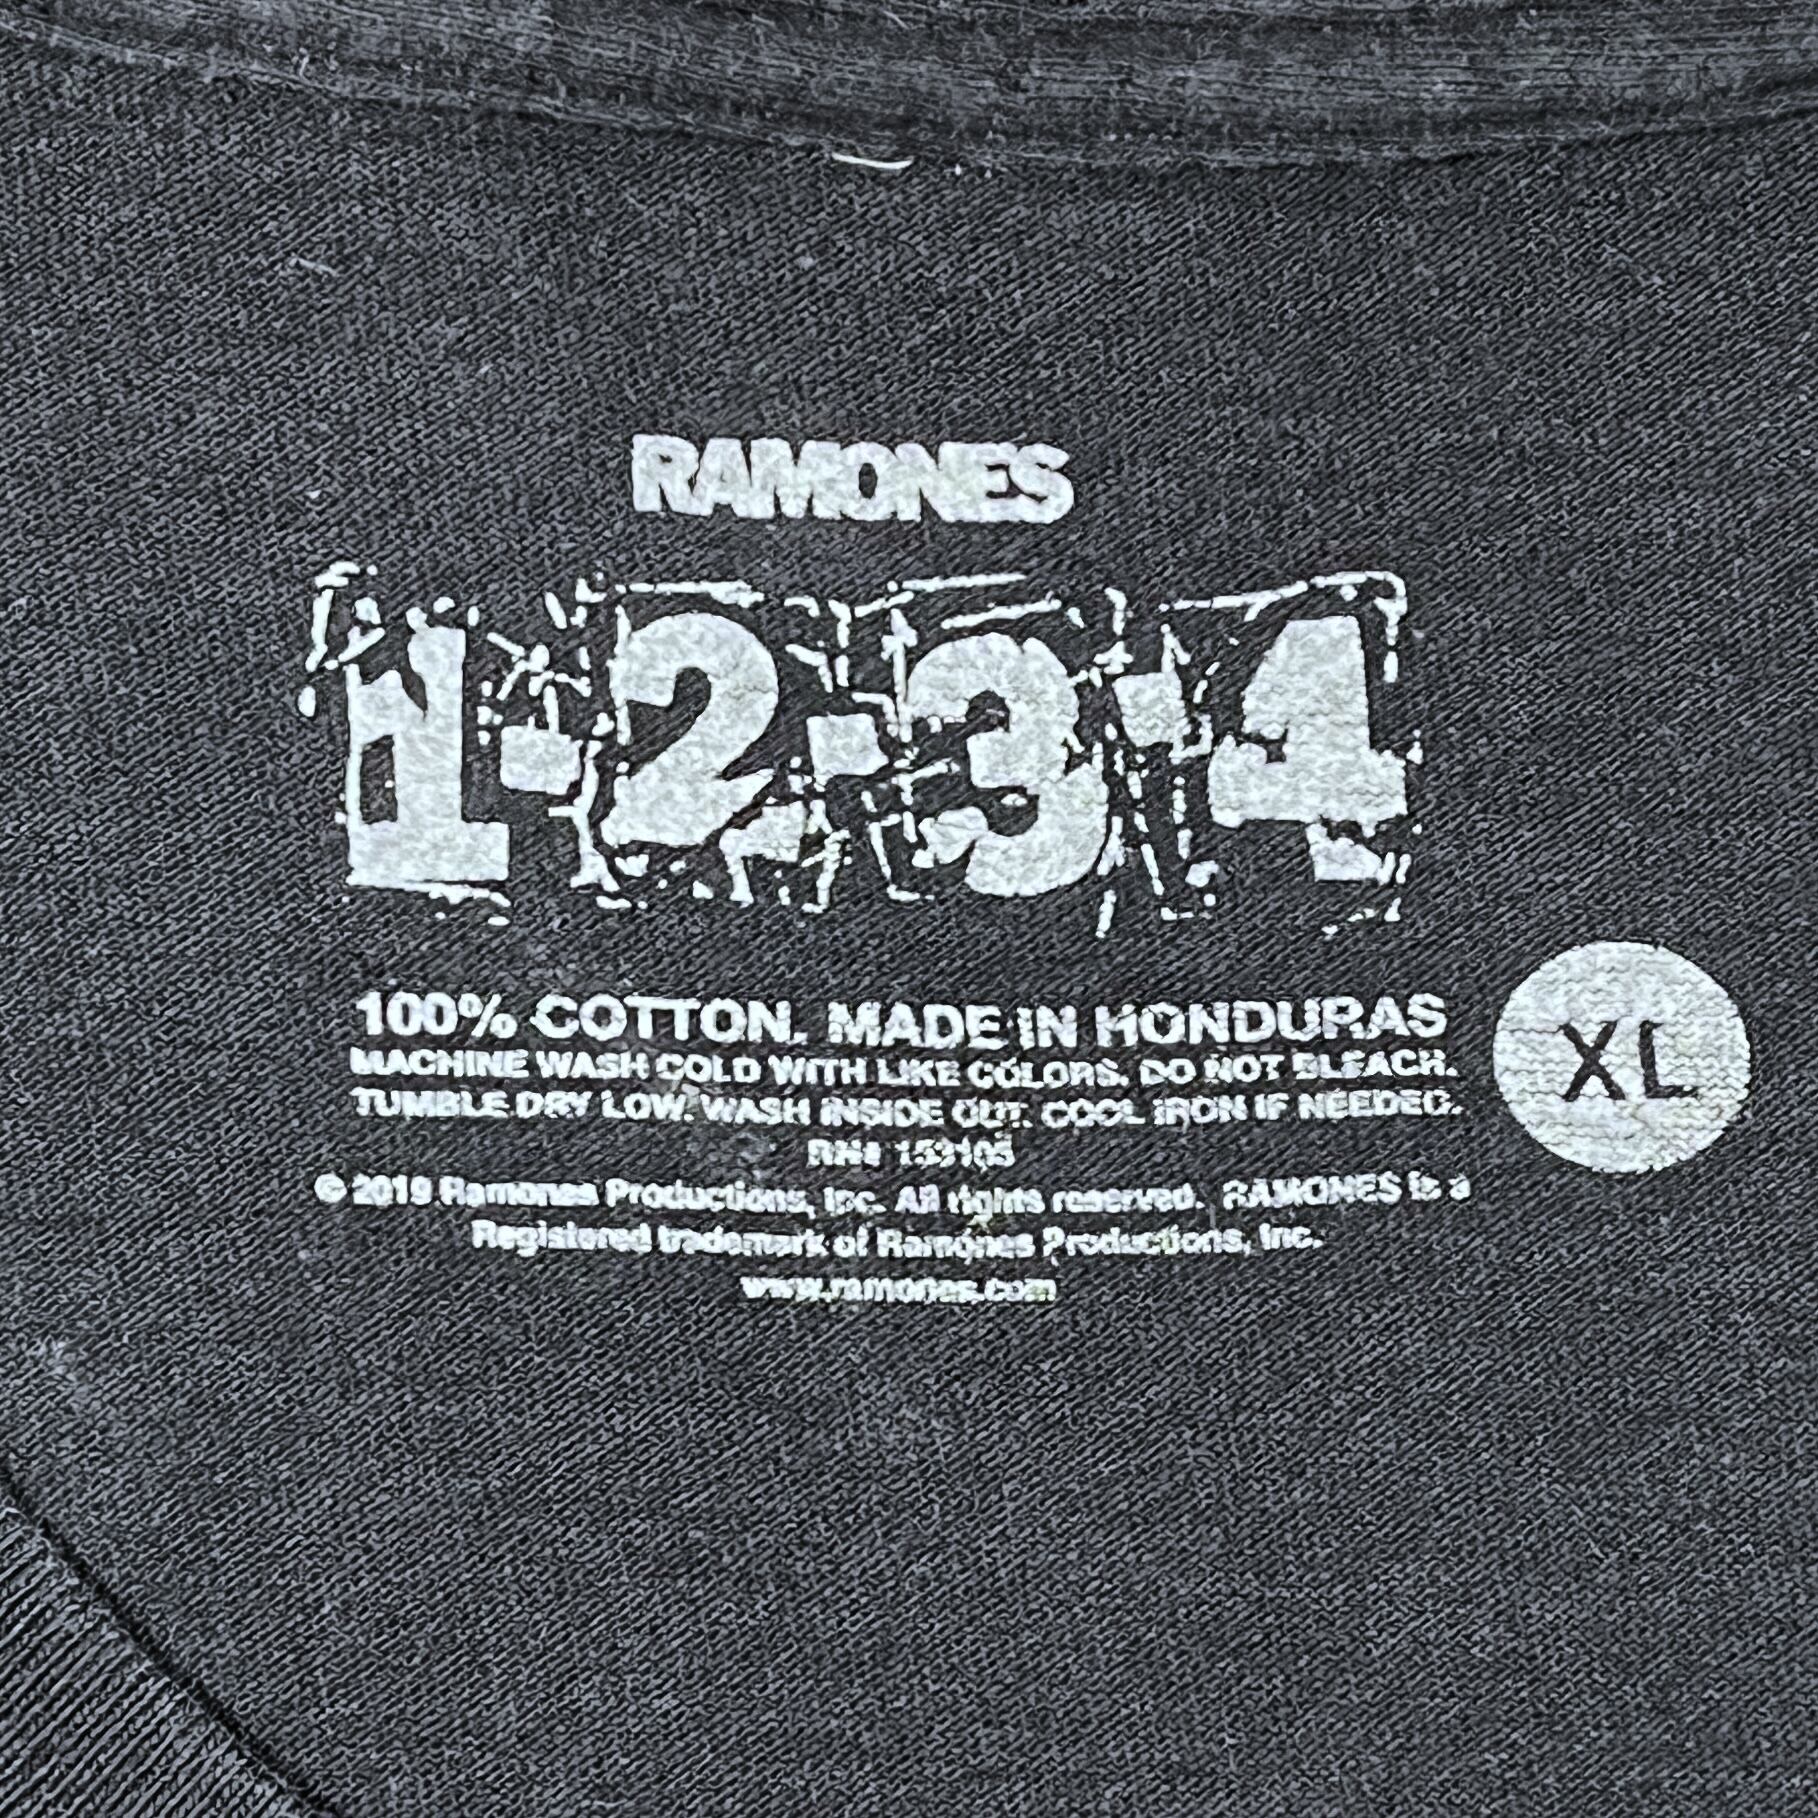 RAMONES
1-2-3-4
100% COTTON. MADE IN HONDURAS
MACHINE WASH COLD WITH LIKE COLORS. DO NOT BLEACH.
TUMBLE DRY LOW. WASH INSIDE OUT. COOL IRON IF NEEDED.
XL
RN# 153105
© 2019 Ramones Productions, Inc. All rights reserved. RAMONES is a
Registered trademark of Ramones Productions, Inc.
www.ramones.com